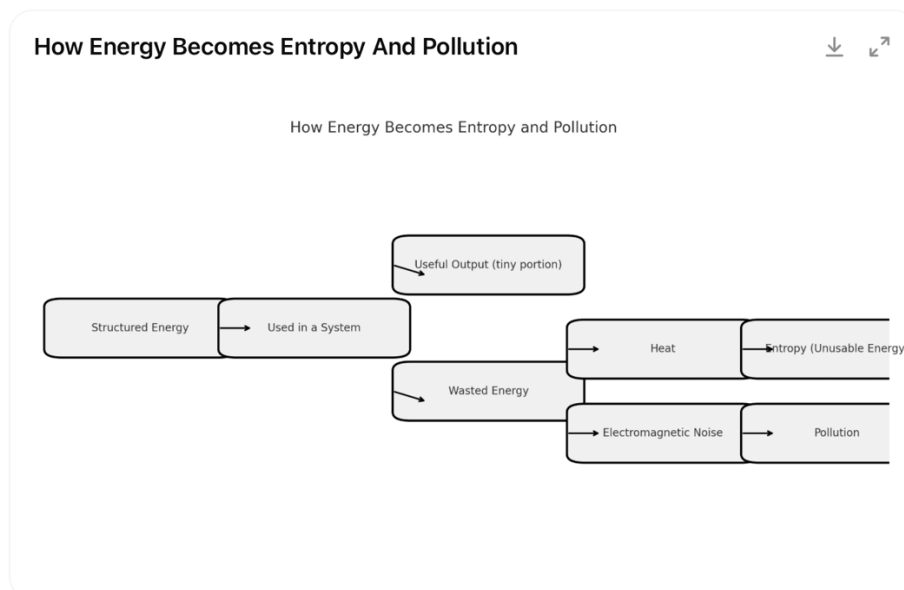 How Energy Becomes Entropy And Pollution
How Energy Becomes Entropy and Pollution
Useful Output (tiny portion)
Structured Energy
Used in a System
Wasted Energy
Heat
Entropy (Unusable Energy
Electromagnetic Noise
Pollution